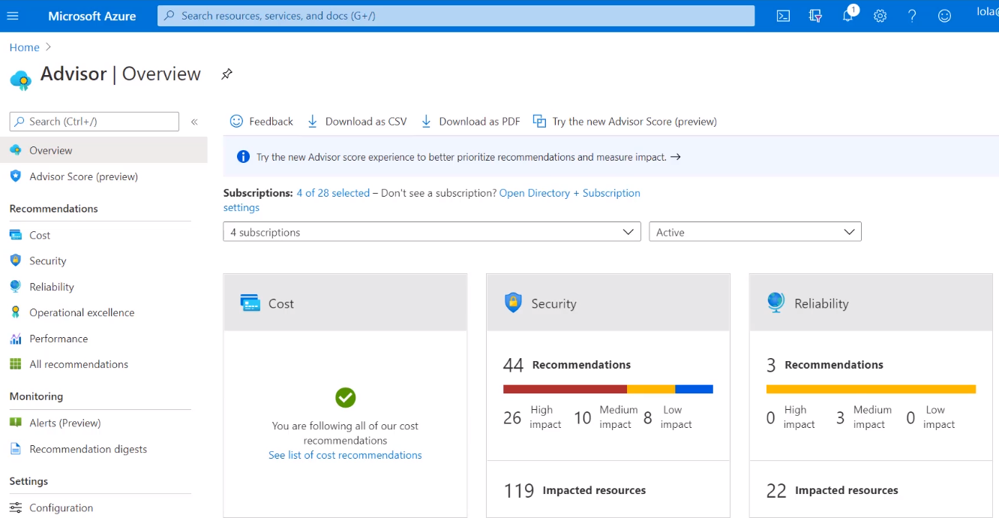 Microsoft Azure
Search resources, services, and docs (G+/)
1
lola@
Home
Advisor | Overview
Search (Ctrl+/)
«
Overview
Advisor Score (preview)
Recommendations
Cost
Security
Reliability
Operational excellence
Performance
All recommendations
Monitoring
Alerts (Preview)
Recommendation digests
Settings
Configuration
Feedback
Download as CSV
Download as PDF
Try the new Advisor Score (preview)
Try the new Advisor score experience to better prioritize recommendations and measure impact. →
Subscriptions: 4 of 28 selected – Don't see a subscription? Open Directory + Subscription
settings
4 subscriptions
Active
Cost
You are following all of our cost
recommendations
See list of cost recommendations
Security
44 Recommendations
26 High impact
10 Medium impact
8 Low impact
119 Impacted resources
Reliability
3 Recommendations
0 High impact
3 Medium impact
0 Low impact
22 Impacted resources